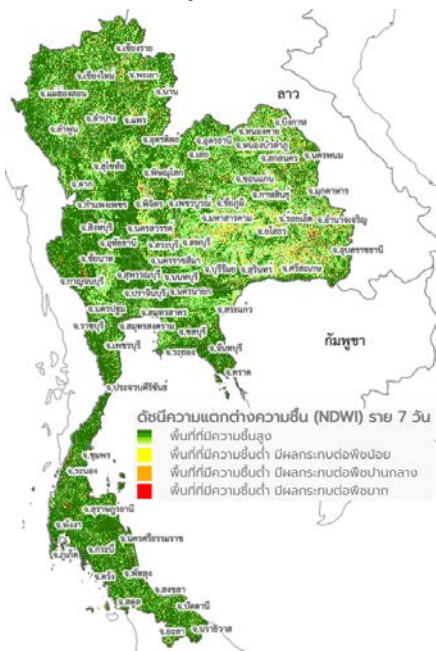 จ.เชียงราย
จ.เชียงใหม่
จ.พะเยา
จ.แม่ฮ่องสอน
จ.น่าน
ลาว
จ.ลำปาง
จ.แพร่
จ.ลำพูน
จ.อุตรดิตถ์
จ.บึงกาฬ
จ.หนองคาย
จ.อุดรธานี
จ.เลย
จ.หนองบัวลำภู
จ.สกลนคร
จ.นครพนม
จ.สุโขทัย
จ.พิษณุโลก
จ.ตาก
จ.ขอนแก่น
จ.กาฬสินธุ์
จ.มุกดาหาร
จ.กำแพงเพชร
จ.พิจิตร
จ.เพชรบูรณ์
จ.ชัยภูมิ
จ.มหาสารคาม
จ.ร้อยเอ็ด
จ.อำนาจเจริญ
จ.สิงห์บุรี
จ.นครสวรรค์
จ.ยโสธร
จ.อุทัยธานี
จ.สระบุรี
จ.ลพบุรี
จ.อุบลราชธานี
จ.ชัยนาท
จ.นครราชสีมา
จ.บุรีรัมย์
จ.สุรินทร์
จ.ศรีสะเกษ
จ.กาญจนบุรี
จ.สุพรรณบุรี
จ.นนทบุรี
จ.ปราจีนบุรี
จ.นครนายก
จ.นครปฐม
จ.สมุทรสาคร
จ.สระแก้ว
จ.ราชบุรี
จ.สมุทรสงคราม
จ.ชลบุรี
จ.เพชรบุรี
จ.ระยอง
จ.จันทบุรี
กัมพูชา
จ.ตราด
จ.ประจวบคีรีขันธ์
ดัชนีความแตกต่างความชื้น (NDWI) ราย 7 วัน
พื้นที่ที่มีความชื้นสูง
พื้นที่ที่มีความชื้นต่ำ มีผลกระทบต่อพืชน้อย
พื้นที่ที่มีความชื้นต่ำ มีผลกระทบต่อพืชปานกลาง
พื้นที่ที่มีความชื้นต่ำ มีผลกระทบต่อพืชมาก
จ.ชุมพร
จ.ระนอง
จ.สุราษฎร์ธานี
จ.พังงา
จ.นครศรีธรรมราช
จ.ภูเก็ต
จ.กระบี่
จ.ตรัง
จ.พัทลุง
จ.สงขลา
จ.สตูล
จ.ปัตตานี
จ.ยะลา
จ.นราธิวาส